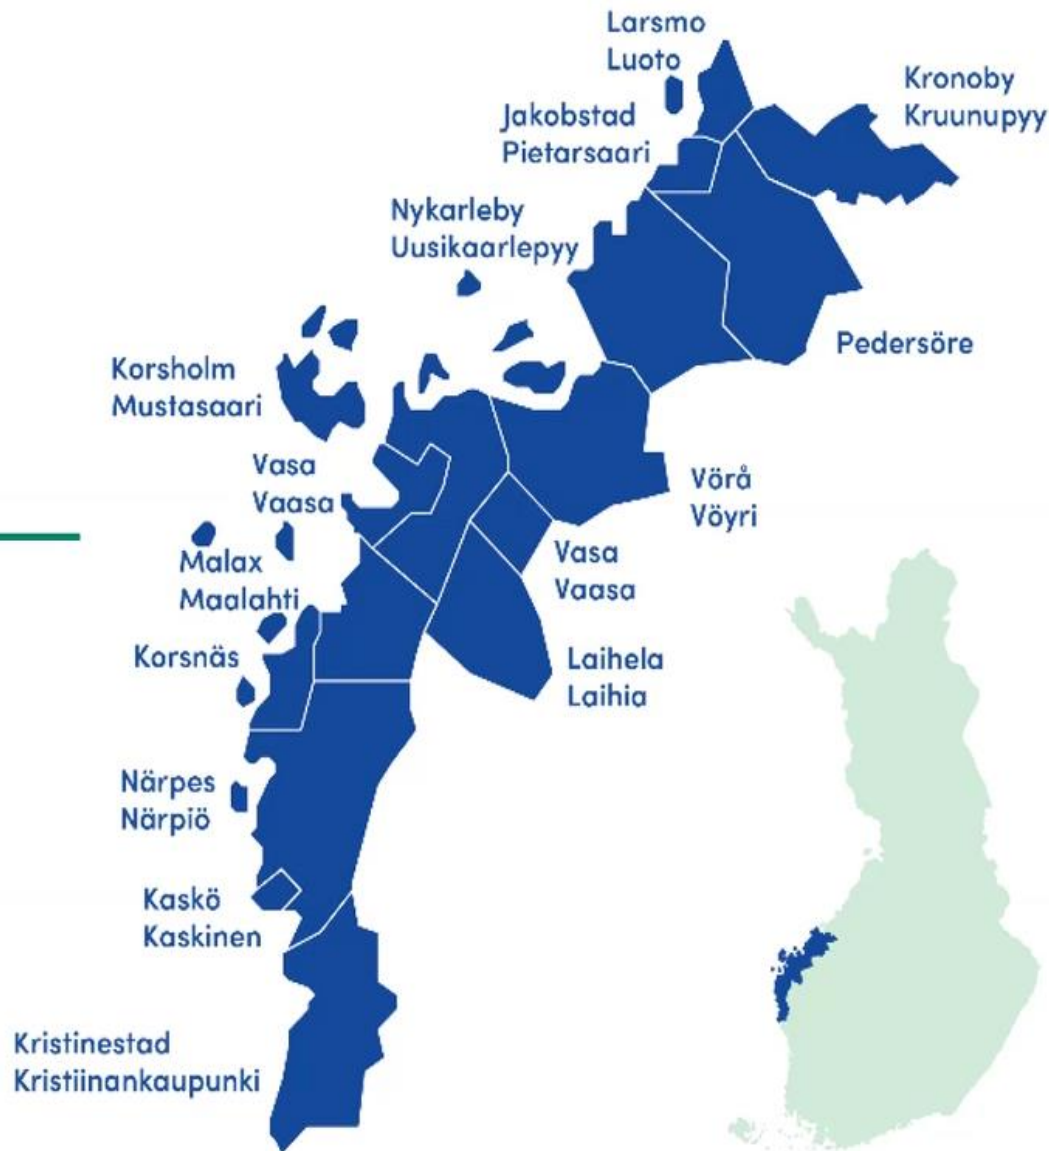 Larsmo
Luoto
Kronoby
Kruunupyy
Jakobstad
Pietarsaari
Nykarleby
Uusikaarlepyy
Pedersöre
Korsholm
Mustasaari
Vasa
Vaasa
Vörå
Vöyri
Malax
Maalahti
Vasa
Vaasa
Korsnäs
Laihela
Laihia
Närpes
Närpiö
Kaskö
Kaskinen
Kristinestad
Kristiinankaupunki